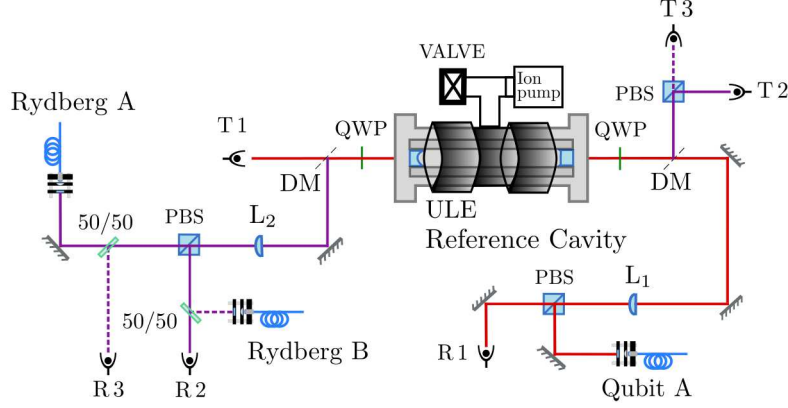 T 3
VALVE
Ion
pump
PBS
T 2
Rydberg A
T 1
QWP
QWP
DM
DM
ULE
Reference Cavity
50/50
PBS
L2
PBS
L1
50/50
Rydberg B
R 1
R 3
R 2
Qubit A